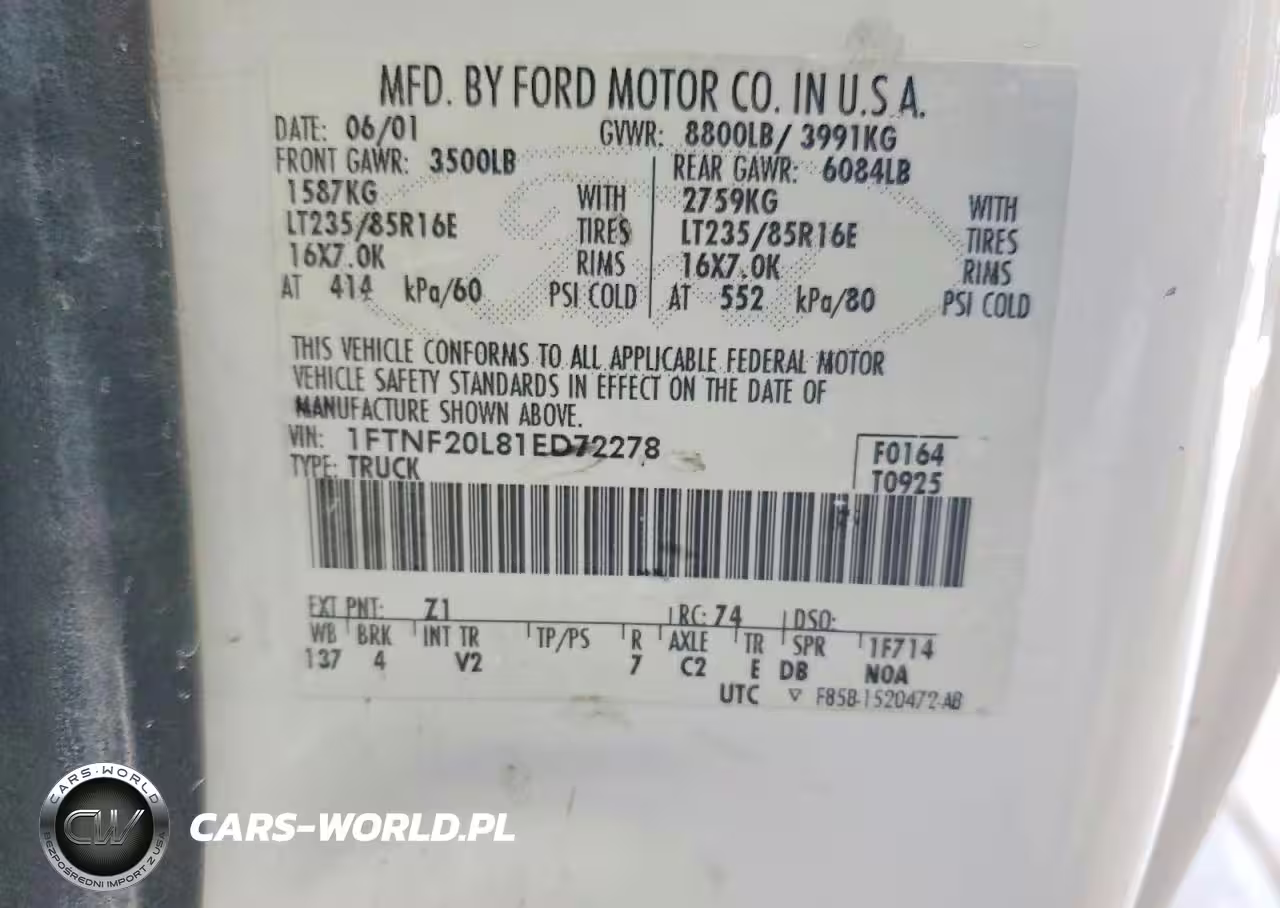 MFD. BY FORD MOTOR CO. IN U.S.A.
DATE: 06/01 GVWR: 8800LB/ 3991KG
FRONT GAWR: 3500LB REAR GAWR: 6084LB
1587KG WITH 2759KG WITH
LT235/85R16E TIRES LT235/85R16E TIRES
16X7.0K RIMS 16X7.0K RIMS
AT 414 kPa/60 PSI COLD AT 552 kPa/80 PSI COLD
THIS VEHICLE CONFORMS TO ALL APPLICABLE FEDERAL MOTOR
VEHICLE SAFETY STANDARDS IN EFFECT ON THE DATE OF
MANUFACTURE SHOWN ABOVE.
VIN: 1FTNF20L81ED72278 F0164
TYPE: TRUCK T0925
EXT PNT: Z1 RC: 74 DSO:
WB BRK INT TR TP/PS R AXLE TR SPR 1F714
137 4 V2 7 C2 E DB NOA
UTC ▽ F85B-1520472-AB
CARS-WORLD
CW
BEZPOŚREDNI IMPORT Z USA
CARS-WORLD.PL